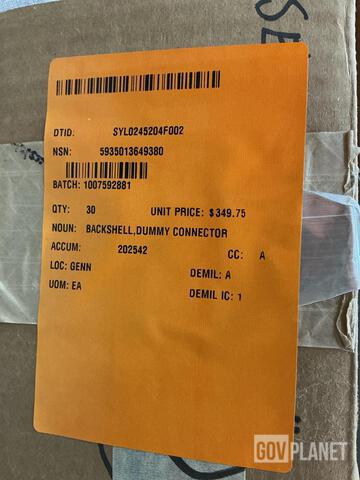 SE
DTID: SYL0245204F002
NSN: 5935013649380
BATCH: 1007592881
QTY: 30 UNIT PRICE: $349.75
NOUN: BACKSHELL,DUMMY CONNECTOR
ACCUM: 202542 CC: A
LOC: GENN DEMIL: A
UOM: EA DEMIL IC: 1
GOVPLANET